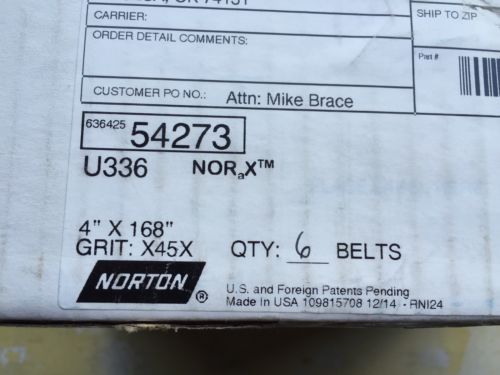 CARRIER:
SHIP TO ZIP
ORDER DETAIL COMMENTS:
Part #
CUSTOMER PO NO.: Attn: Mike Brace
636425 54273
U336 NORaX™
4" X 168"
GRIT: X45X QTY: 6 BELTS
NORTON ®
U.S. and Foreign Patents Pending
Made In USA 109815708 12/14 - RNI24